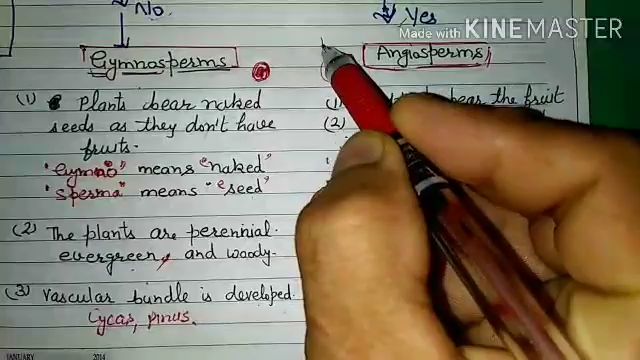 No
Yes
Made with KINEMASTER
Gymnosperms
Angiosperms
(1) Plants bear naked
seeds as they don't have
fruits.
"Gymno" means "naked"
"sperma" means "seed"
(2) The plants are perennial
evergreen, and woody.
(3) Vascular bundle is developed.
Cycas, pinus.
(1) bear the fruit
(2)
JANUARY 2014